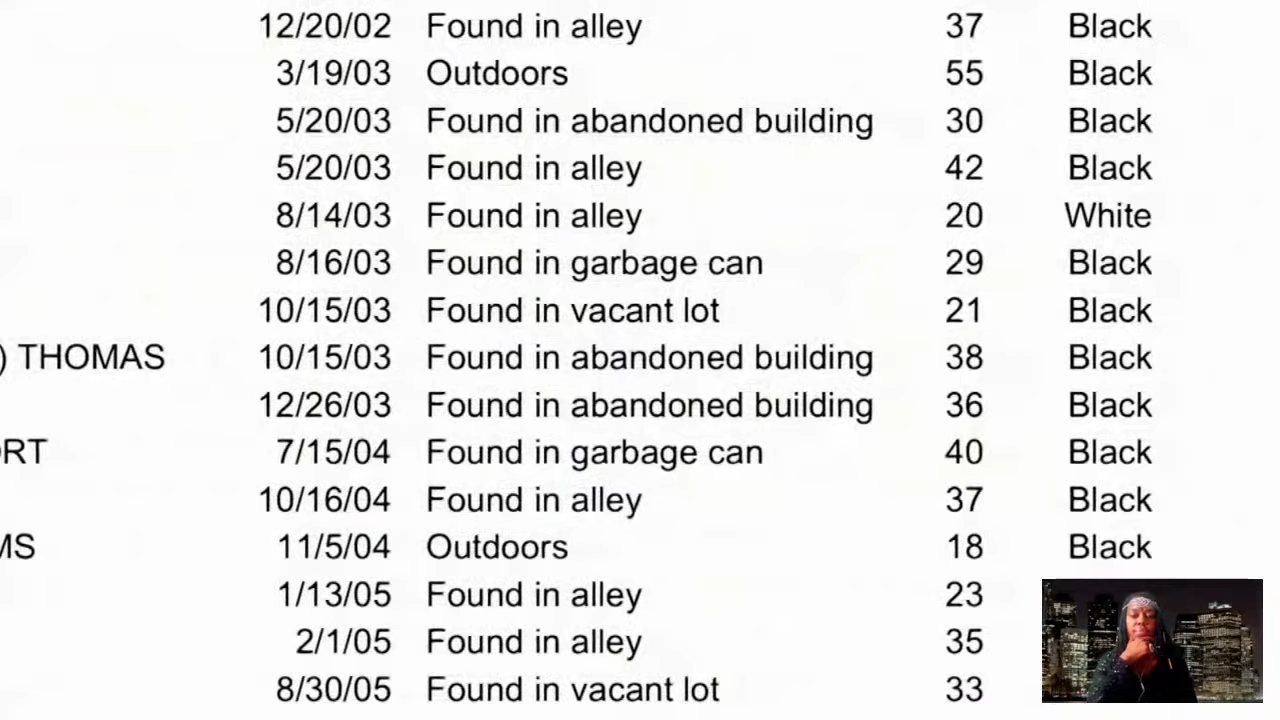 12/20/02 Found in alley 37 Black
3/19/03 Outdoors 55 Black
5/20/03 Found in abandoned building 30 Black
5/20/03 Found in alley 42 Black
8/14/03 Found in alley 20 White
8/16/03 Found in garbage can 29 Black
10/15/03 Found in vacant lot 21 Black
) THOMAS 10/15/03 Found in abandoned building 38 Black
12/26/03 Found in abandoned building 36 Black
ORT 7/15/04 Found in garbage can 40 Black
10/16/04 Found in alley 37 Black
MS 11/5/04 Outdoors 18 Black
1/13/05 Found in alley 23
2/1/05 Found in alley 35
8/30/05 Found in vacant lot 33